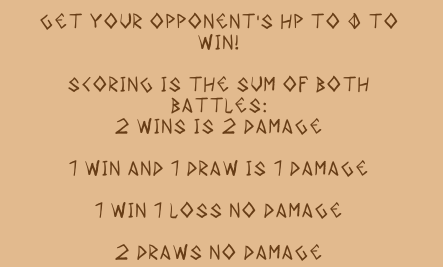 GET YOUR OPPONENT'S HP TO 0 TO
WIN!
SCORING IS THE SUM OF BOTH
BATTLES:
2 WINS IS 2 DAMAGE
1 WIN AND 1 DRAW IS 1 DAMAGE
1 WIN 1 LOSS NO DAMAGE
2 DRAWS NO DAMAGE